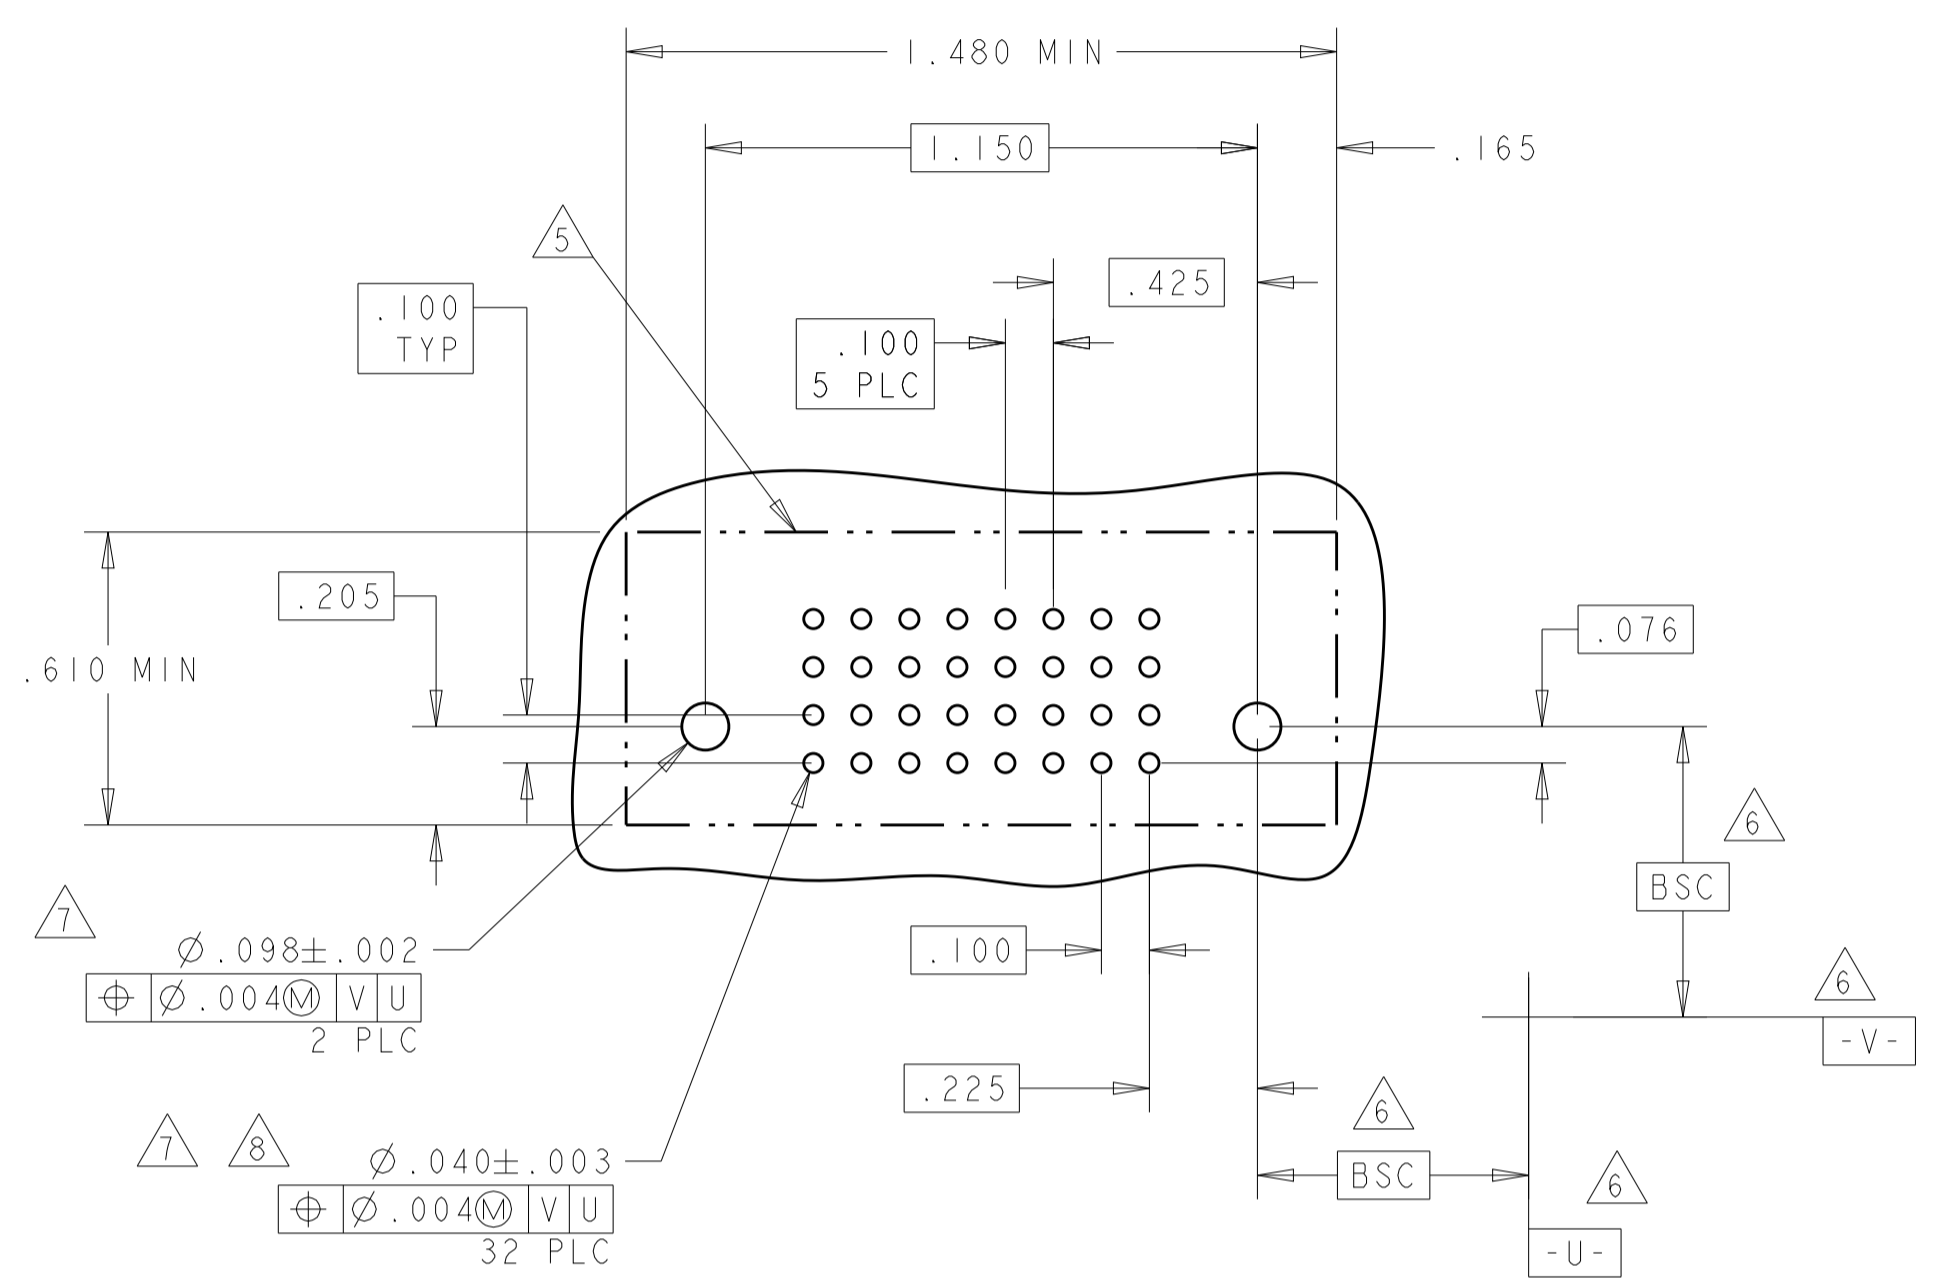 1.480 MIN
1.150
.165
5
.425
.100
TYP
.100
5 PLC
.205
.076
.610 MIN
6
BSC
7
Ø.098±.002
⌖ Ø.004Ⓜ V U
2 PLC
.100
6
-V-
.225
6
7 8
Ø.040±.003
BSC
6
⌖ Ø.004Ⓜ V U
32 PLC
-U-